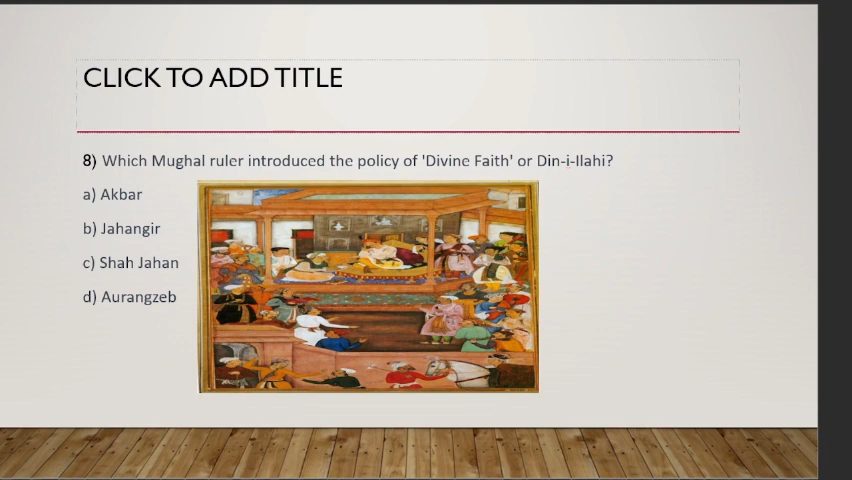 CLICK TO ADD TITLE
8) Which Mughal ruler introduced the policy of 'Divine Faith' or Din-i-Ilahi?
a) Akbar
b) Jahangir
c) Shah Jahan
d) Aurangzeb